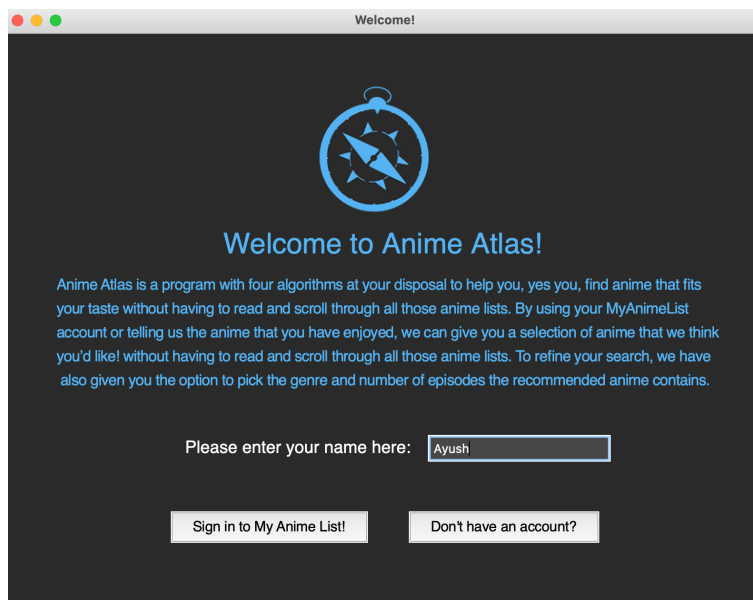 Welcome!
Welcome to Anime Atlas!
Anime Atlas is a program with four algorithms at your disposal to help you, yes you, find anime that fits
your taste without having to read and scroll through all those anime lists. By using your MyAnimeList
account or telling us the anime that you have enjoyed, we can give you a selection of anime that we think
you'd like! without having to read and scroll through all those anime lists. To refine your search, we have
also given you the option to pick the genre and number of episodes the recommended anime contains.
Please enter your name here: Ayush
Sign in to My Anime List! Don't have an account?